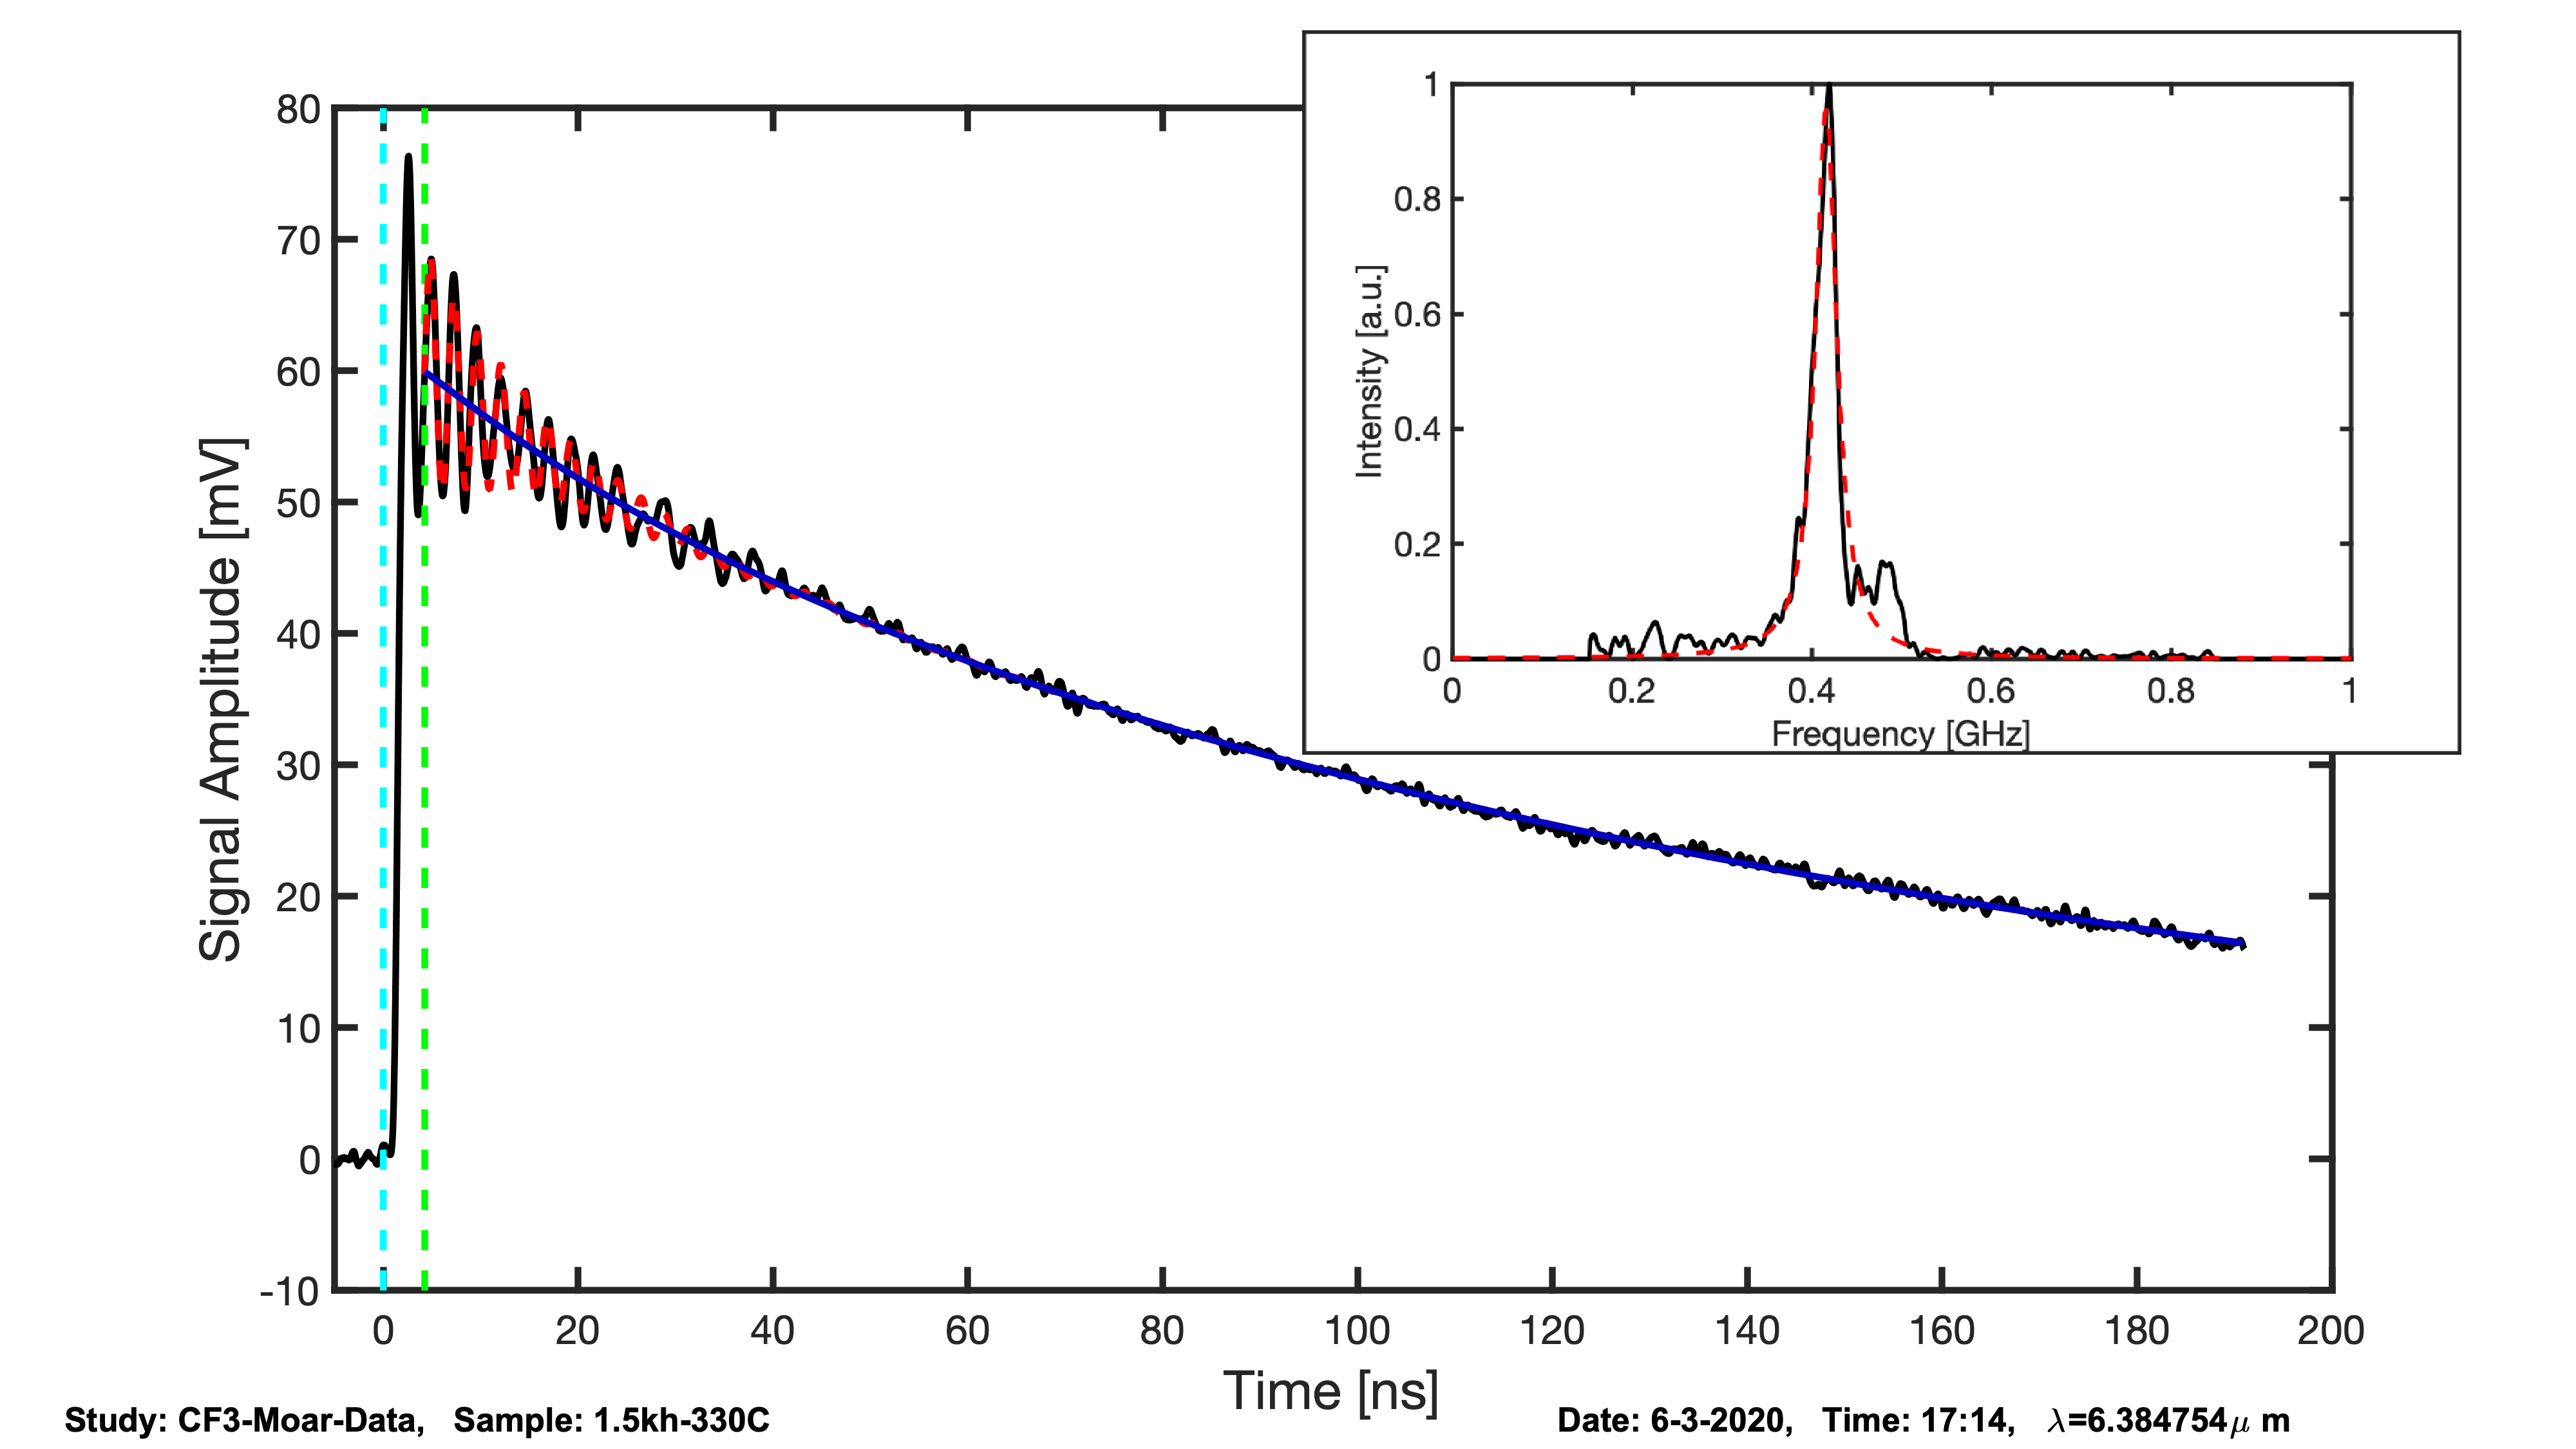 Signal Amplitude [mV]
80
70
60
50
40
30
20
10
0
-10
0 20 40 60 80 100 120 140 160 180 200
Time [ns]
Intensity [a.u.]
1
0.8
0.6
0.4
0.2
0
0 0.2 0.4 0.6 0.8 1
Frequency [GHz]
Study: CF3-Moar-Data, Sample: 1.5kh-330C
Date: 6-3-2020, Time: 17:14, λ=6.384754μ m